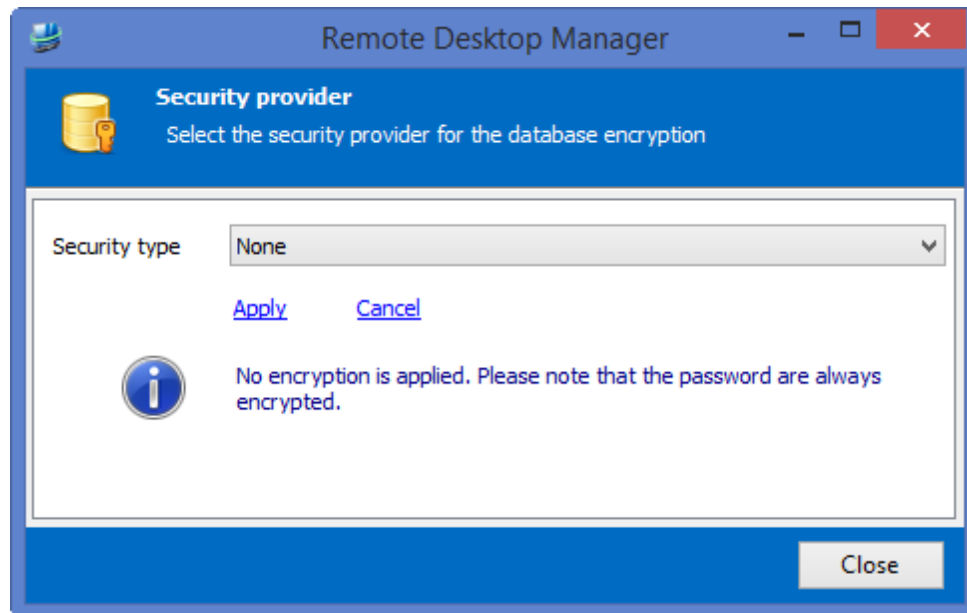 Remote Desktop Manager
Security provider
Select the security provider for the database encryption
Security type None
Apply Cancel
No encryption is applied. Please note that the password are always
encrypted.
Close